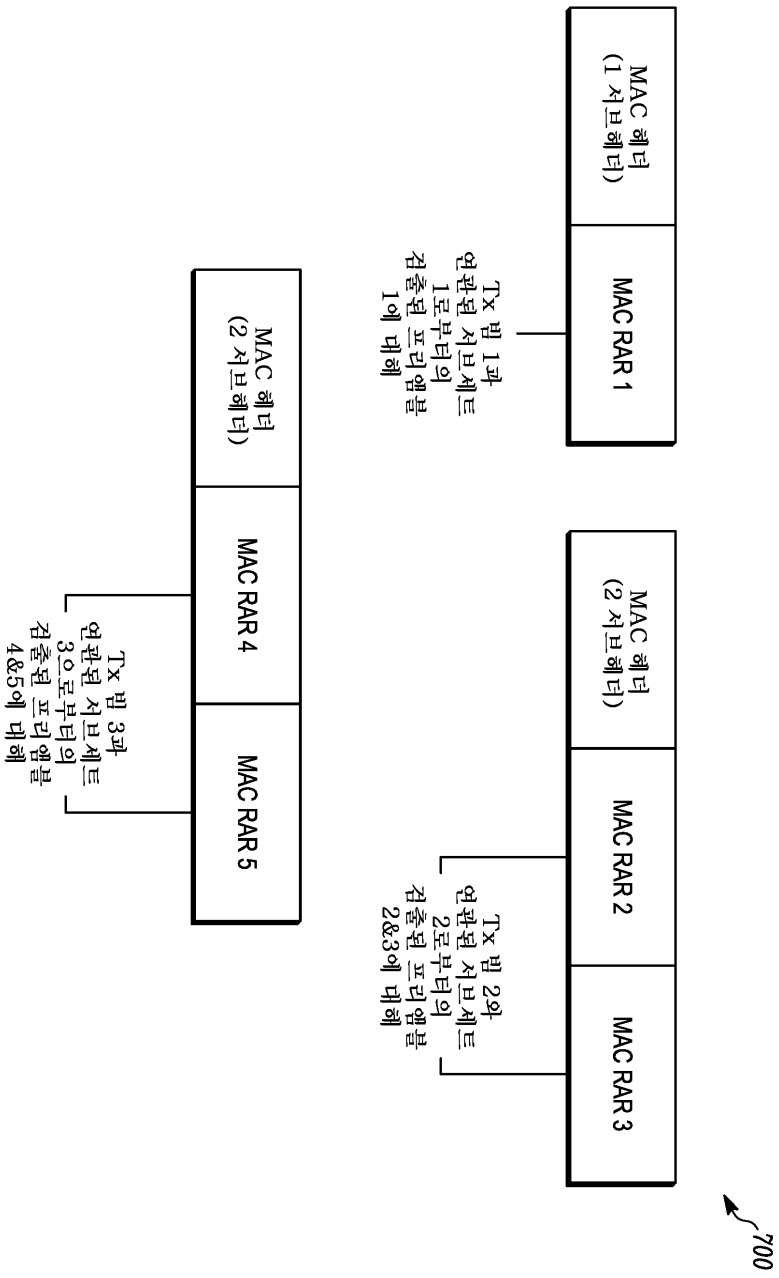 700
MAC 헤더
(1 서브헤더)
MAC RAR 1
Tx 빔 1과
연관된 서브세트
1로부터의
검출된 프리앰블
1에 대해
MAC 헤더
(2 서브헤더)
MAC RAR 2
MAC RAR 3
Tx 빔 2와
연관된 서브세트
2로부터의
검출된 프리앰블
2&3에 대해
MAC 헤더
(2 서브헤더)
MAC RAR 4
MAC RAR 5
Tx 빔 3과
연관된 서브세트
3으로부터의
검출된 프리앰블
4&5에 대해